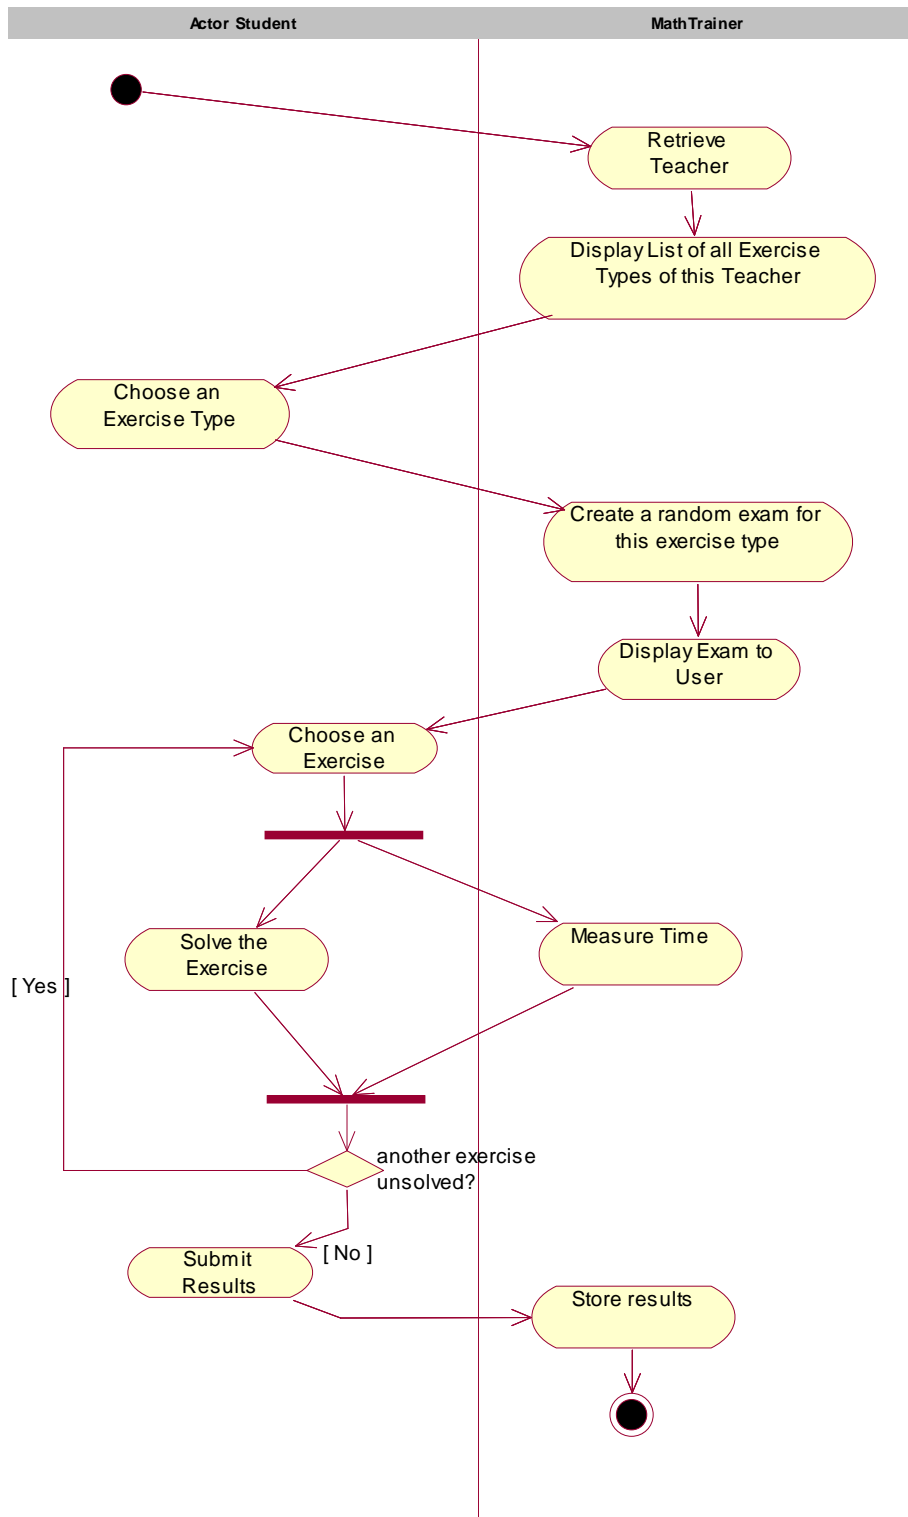 Actor Student
MathTrainer
Retrieve
Teacher
Display List of all Exercise
Types of this Teacher
Choose an
Exercise Type
Create a random exam for
this exercise type
Display Exam to
User
Choose an
Exercise
Solve the
Exercise
Measure Time
[ Yes ]
another exercise
unsolved?
[ No ]
Submit
Results
Store results